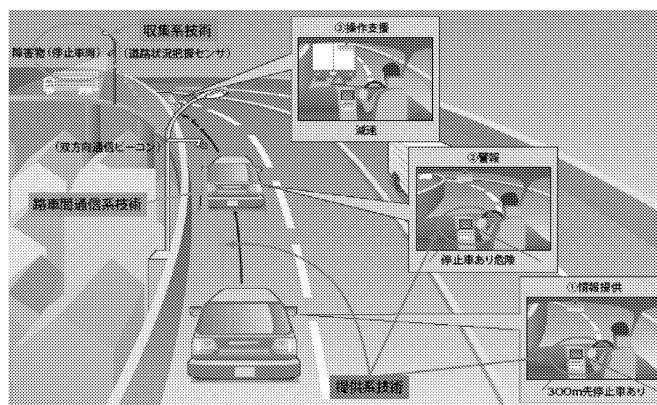 収集系技術
障害物(停止車両)
(道路状況把握センサ)
③操作支援
減速
(双方向通信ビーコン)
②警報
停止車あり危険
路車間通信系技術
①情報提供
300m先停止車あり
提供系技術